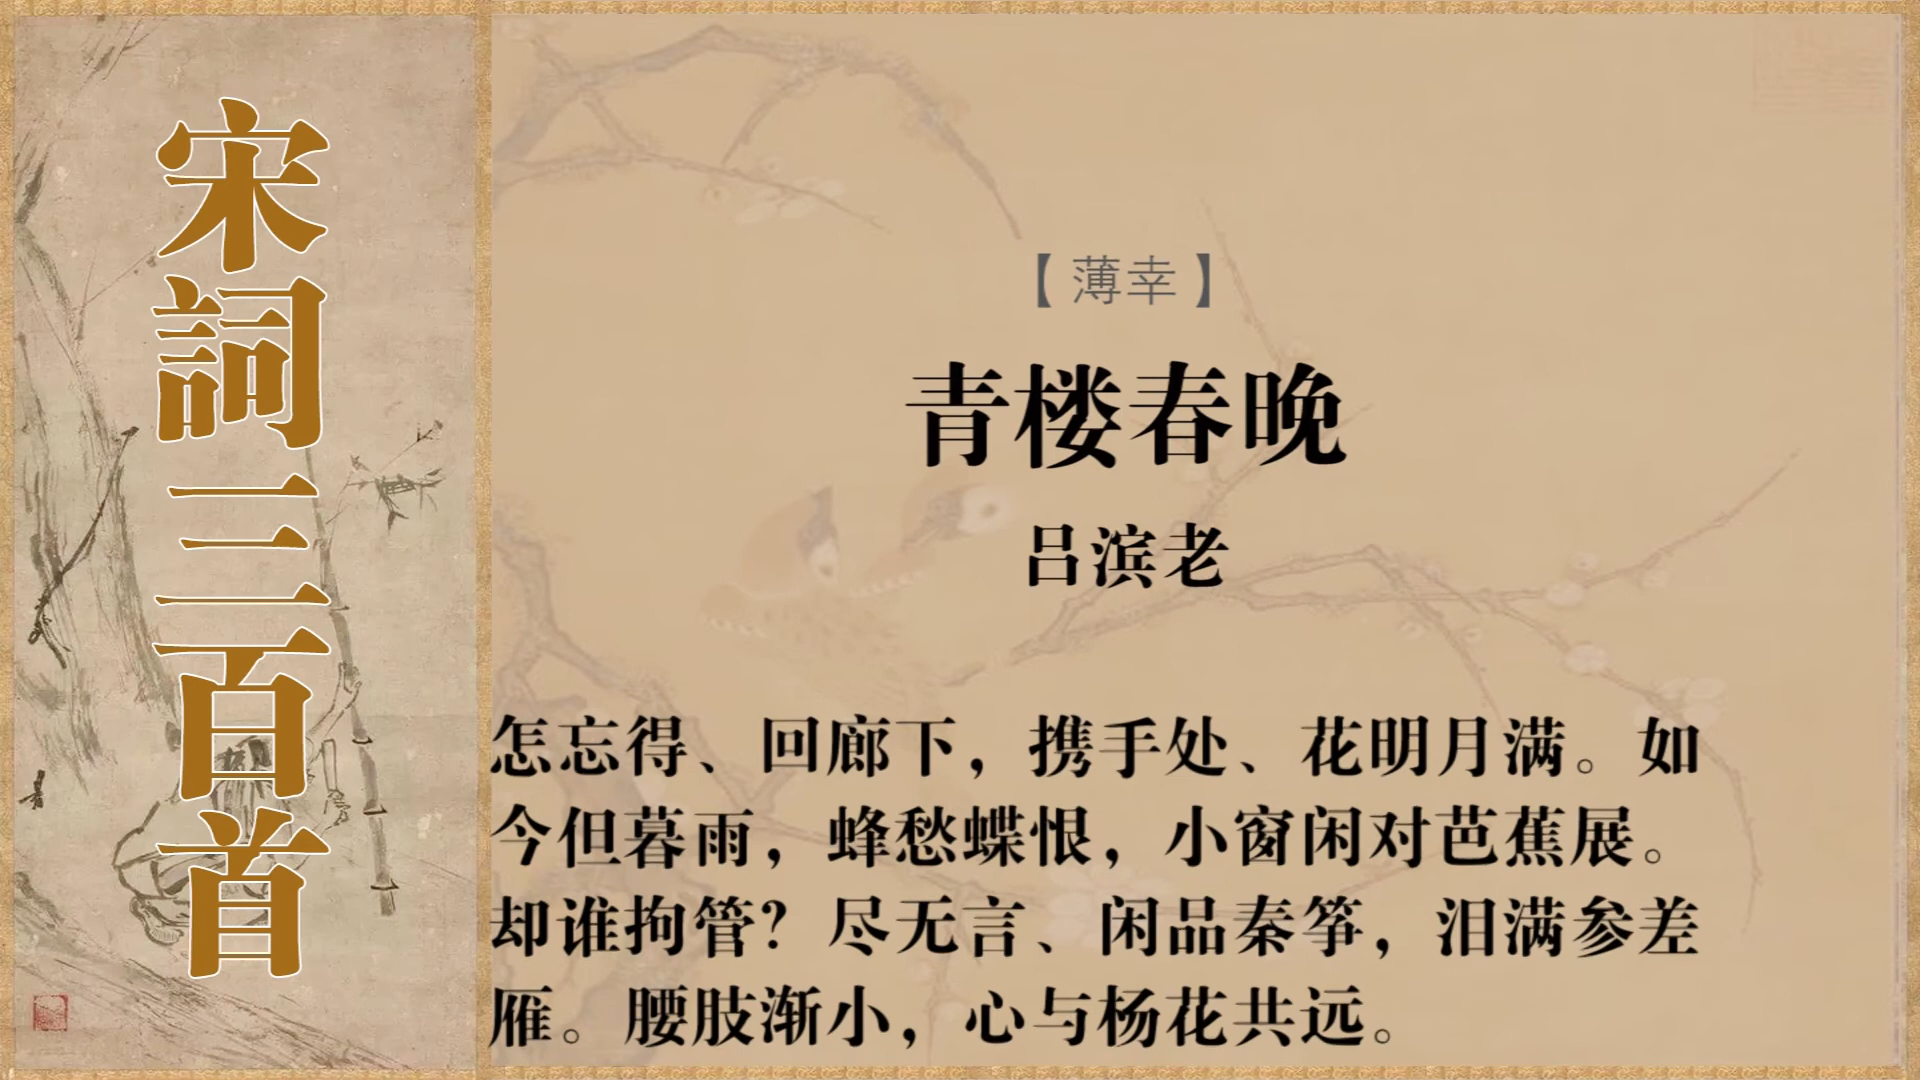 宋詞三百首
【薄幸】
青楼春晚
吕滨老
怎忘得、回廊下，携手处、花明月满。如
今但暮雨，蜂愁蝶恨，小窗闲对芭蕉展。
却谁拘管？尽无言、闲品秦筝，泪满参差
雁。腰肢渐小，心与杨花共远。